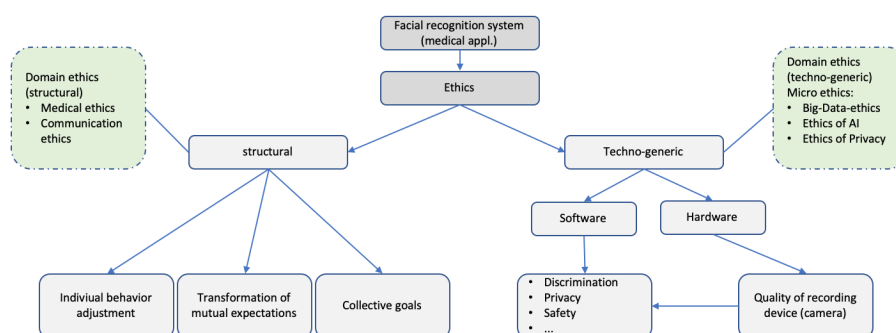 Facial recognition system
(medical appl.)
Ethics
Domain ethics
(structural)
• Medical ethics
• Communication
ethics
Domain ethics
(techno-generic)
Micro ethics:
• Big-Data-ethics
• Ethics of AI
• Ethics of Privacy
structural
Techno-generic
Software
Hardware
Indiviual behavior
adjustment
Transformation of
mutual expectations
Collective goals
• Discrimination
• Privacy
• Safety
• ...
Quality of recording
device (camera)